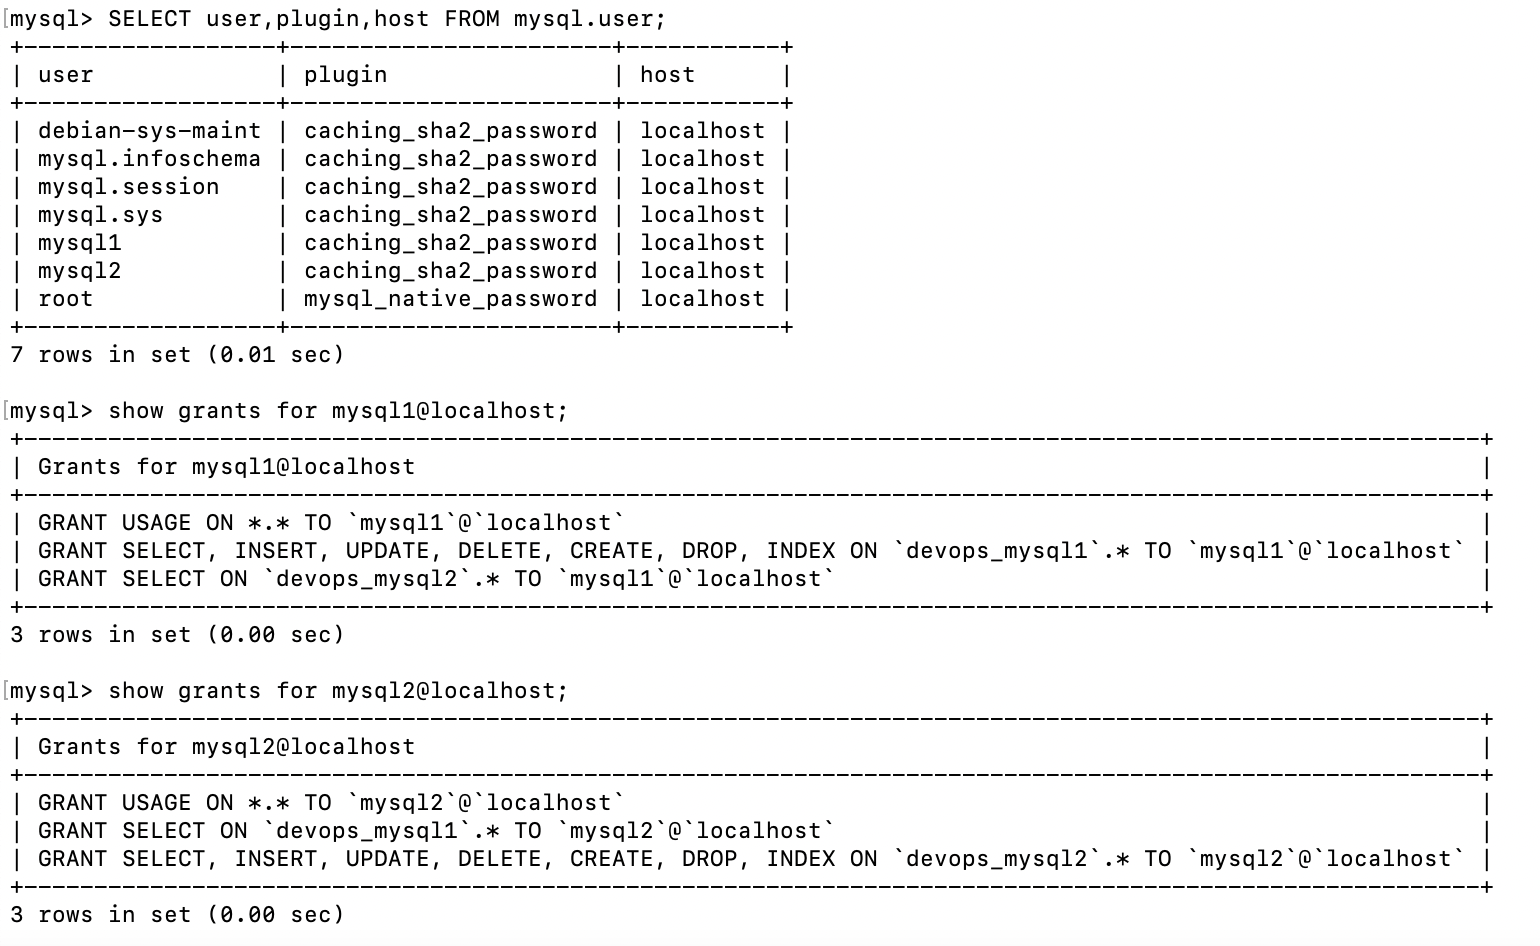 mysql> SELECT user,plugin,host FROM mysql.user;
+------------------+-----------------------+-----------+
| user             | plugin                | host      |
+------------------+-----------------------+-----------+
| debian-sys-maint | caching_sha2_password | localhost |
| mysql.infoschema | caching_sha2_password | localhost |
| mysql.session    | caching_sha2_password | localhost |
| mysql.sys        | caching_sha2_password | localhost |
| mysql1           | caching_sha2_password | localhost |
| mysql2           | caching_sha2_password | localhost |
| root             | mysql_native_password | localhost |
+------------------+-----------------------+-----------+
7 rows in set (0.01 sec)

mysql> show grants for mysql1@localhost;
+--------------------------------------------------------------------------------------------------------+
| Grants for mysql1@localhost                                                                            |
+--------------------------------------------------------------------------------------------------------+
| GRANT USAGE ON *.* TO `mysql1`@`localhost`                                                             |
| GRANT SELECT, INSERT, UPDATE, DELETE, CREATE, DROP, INDEX ON `devops_mysql1`.* TO `mysql1`@`localhost` |
| GRANT SELECT ON `devops_mysql2`.* TO `mysql1`@`localhost`                                              |
+--------------------------------------------------------------------------------------------------------+
3 rows in set (0.00 sec)

mysql> show grants for mysql2@localhost;
+--------------------------------------------------------------------------------------------------------+
| Grants for mysql2@localhost                                                                            |
+--------------------------------------------------------------------------------------------------------+
| GRANT USAGE ON *.* TO `mysql2`@`localhost`                                                             |
| GRANT SELECT ON `devops_mysql1`.* TO `mysql2`@`localhost`                                              |
| GRANT SELECT, INSERT, UPDATE, DELETE, CREATE, DROP, INDEX ON `devops_mysql2`.* TO `mysql2`@`localhost` |
+--------------------------------------------------------------------------------------------------------+
3 rows in set (0.00 sec)